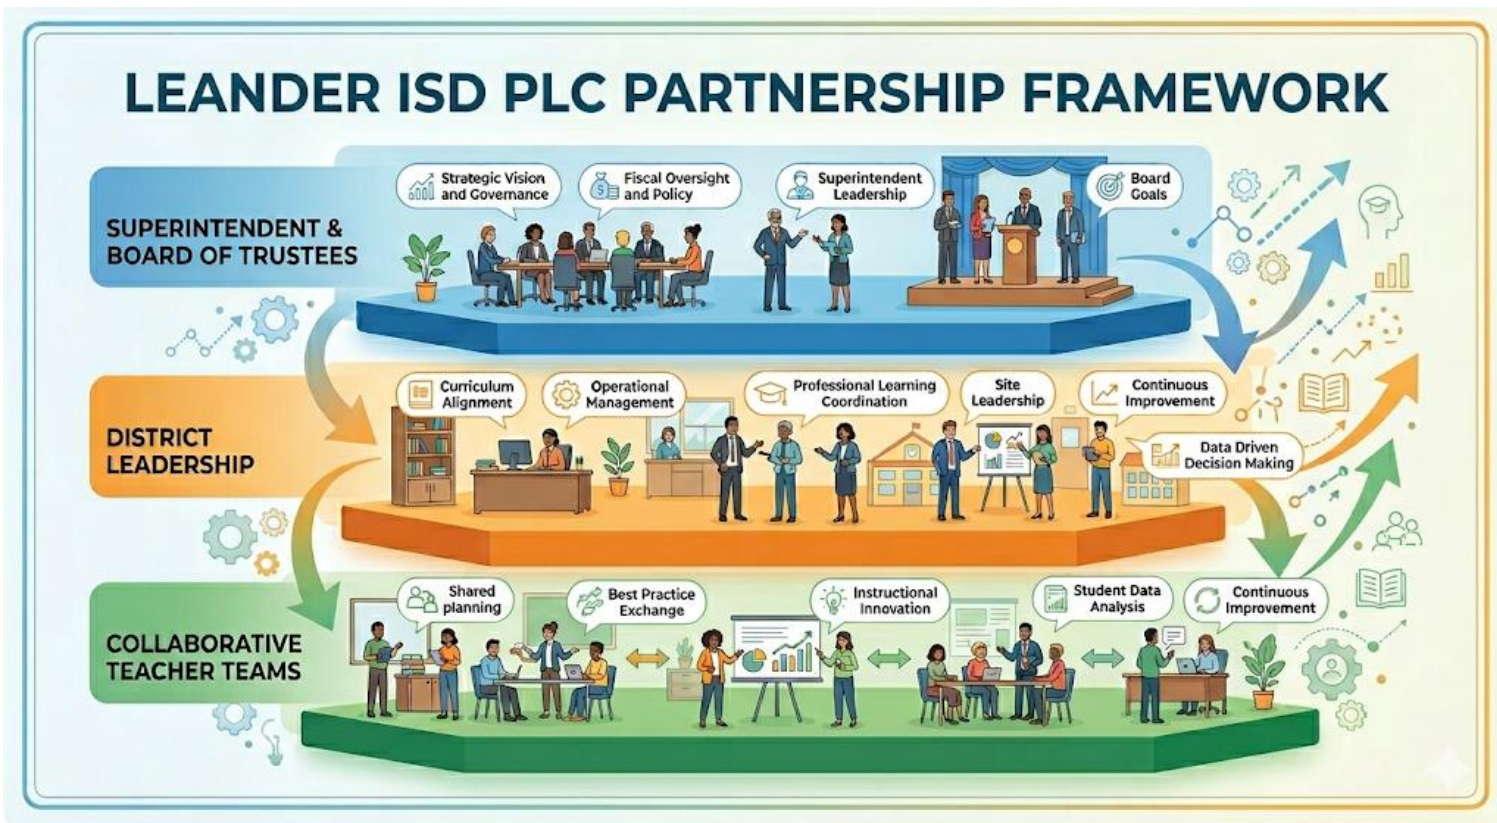 LEANDER ISD PLC PARTNERSHIP FRAMEWORK
SUPERINTENDENT &
BOARD OF TRUSTEES
Strategic Vision
and Governance
Fiscal Oversight
and Policy
Superintendent
Leadership
Board
Goals
DISTRICT
LEADERSHIP
Curriculum
Alignment
Operational
Management
Professional Learning
Coordination
Site
Leadership
Continuous
Improvement
Data Driven
Decision Making
COLLABORATIVE
TEACHER TEAMS
Shared
planning
Best Practice
Exchange
Instructional
Innovation
Student Data
Analysis
Continuous
Improvement